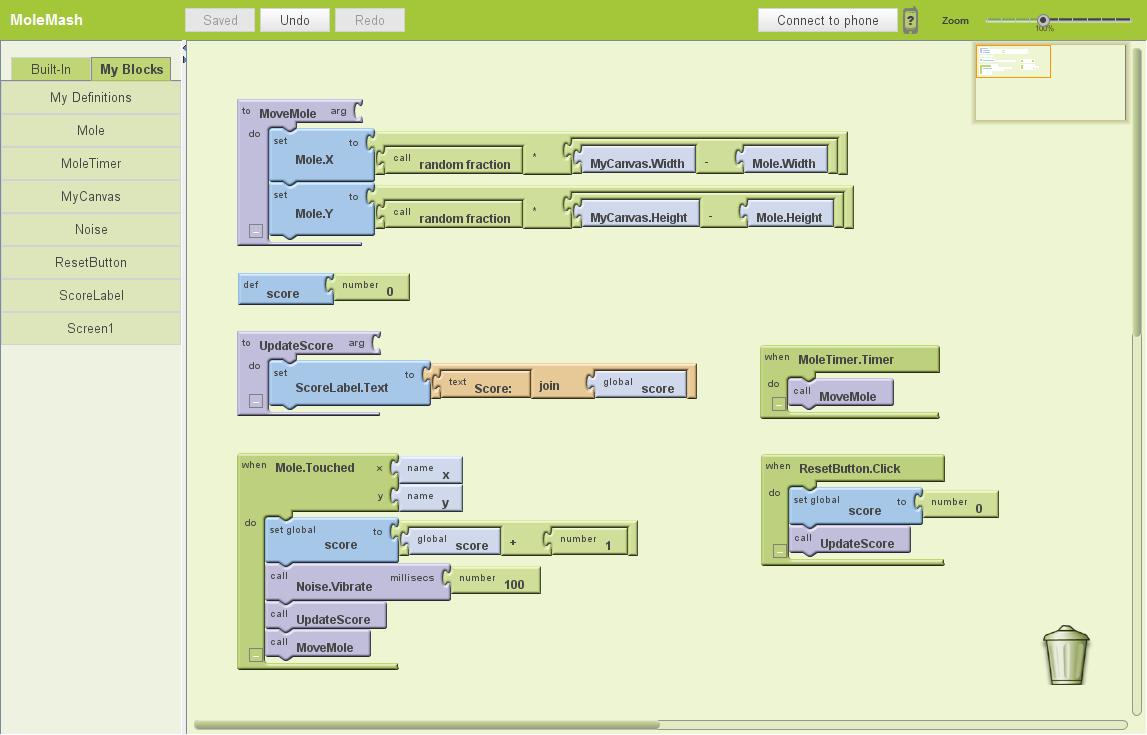 MoleMash Saved Undo Redo Connect to phone Zoom
100%
Built-In My Blocks
My Definitions
Mole
MoleTimer
MyCanvas
Noise
ResetButton
ScoreLabel
Screen1
to MoveMole arg
do
set Mole.X to call random fraction * MyCanvas.Width - Mole.Width
set Mole.Y to call random fraction * MyCanvas.Height - Mole.Height
def score number 0
to UpdateScore arg
do
set ScoreLabel.Text to text Score: join global score
when MoleTimer.Timer
do
call MoveMole
when Mole.Touched x name x
y name y
do
set global score to global score + number 1
call Noise.Vibrate millisecs number 100
call UpdateScore
call MoveMole
when ResetButton.Click
do
set global score to number 0
call UpdateScore